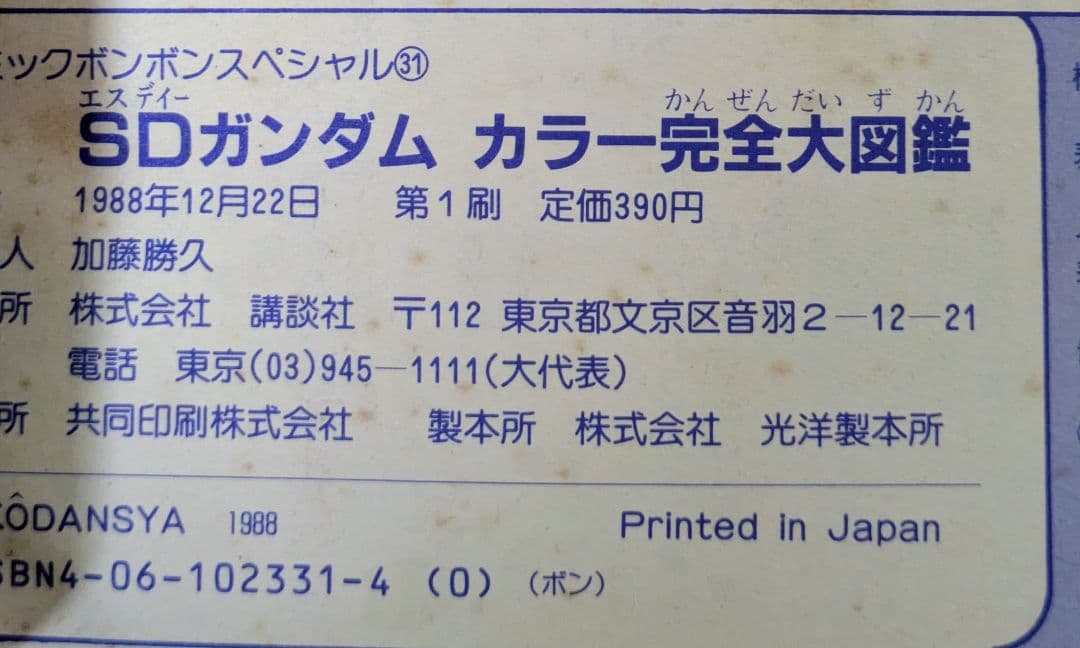 ミックボンボンスペシャル㉛
エスディー かんぜんだいずかん
SDガンダム カラー完全大図鑑
1988年12月22日 第1刷 定価390円
人 加藤勝久
所 株式会社 講談社 〒112 東京都文京区音羽2―12―21
電話 東京(03)945―1111(大代表)
所 共同印刷株式会社 製本所 株式会社 光洋製本所
KÔDANSYA 1988 Printed in Japan
SBN4-06-102331-4 (0) (ボン)